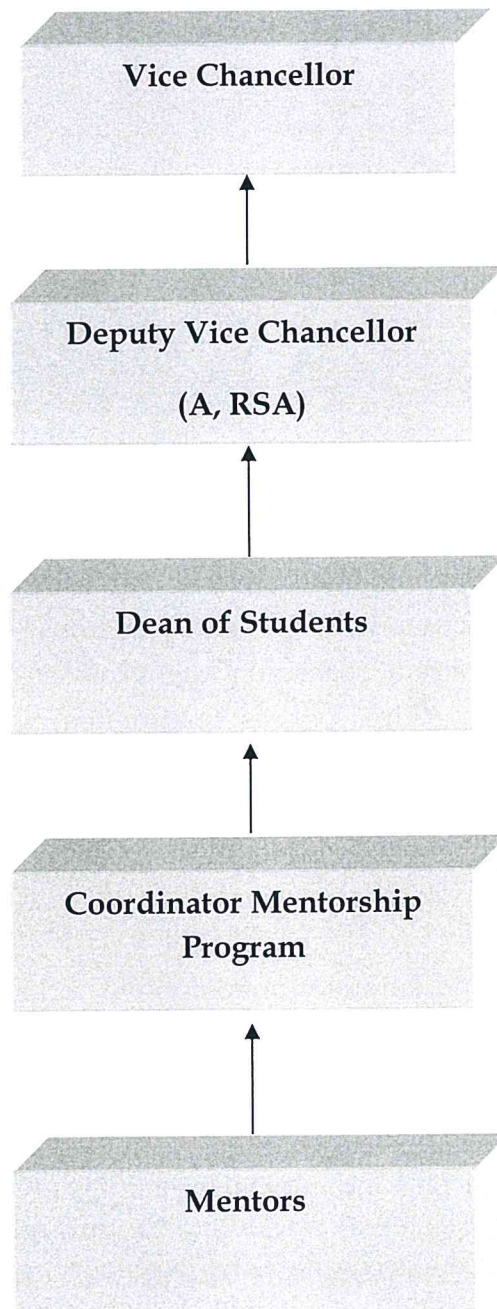 Vice Chancellor
Deputy Vice Chancellor
(A, RSA)
Dean of Students
Coordinator Mentorship
Program
Mentors